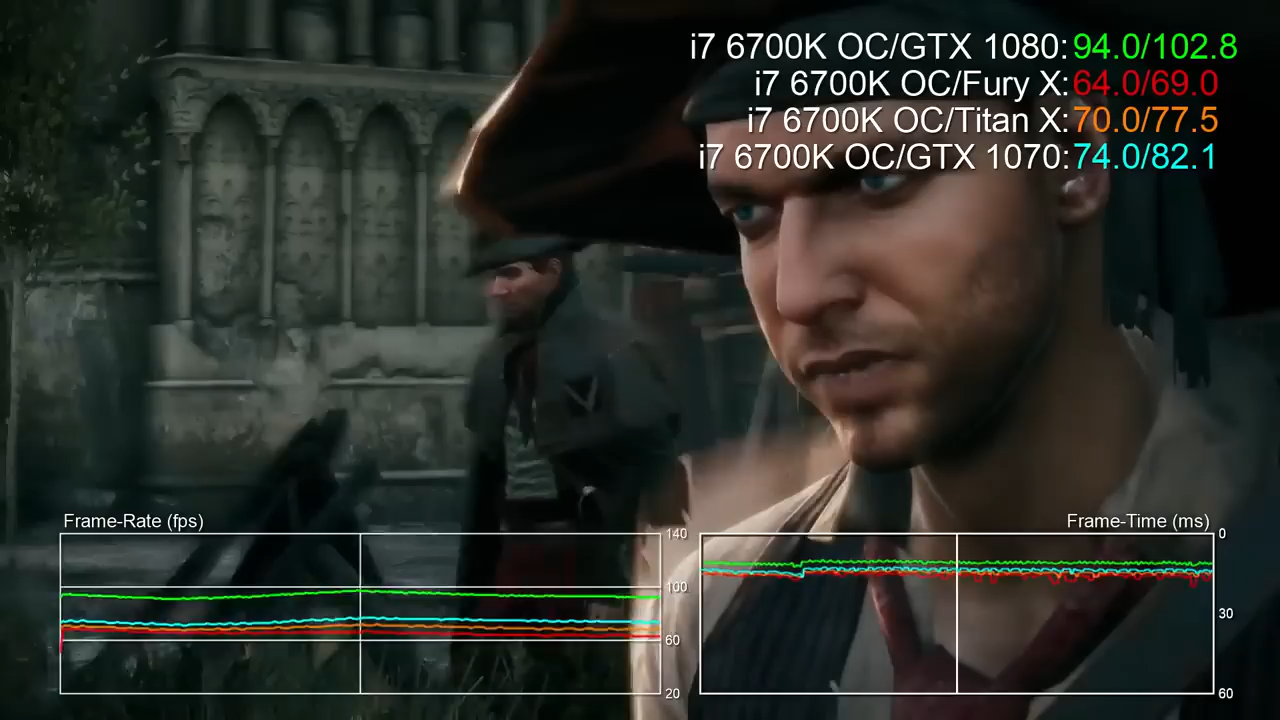 i7 6700K OC/GTX 1080: 94.0/102.8
i7 6700K OC/Fury X: 64.0/69.0
i7 6700K OC/Titan X: 70.0/77.5
i7 6700K OC/GTX 1070: 74.0/82.1
Frame-Rate (fps)
140
100
60
20
Frame-Time (ms)
0
30
60